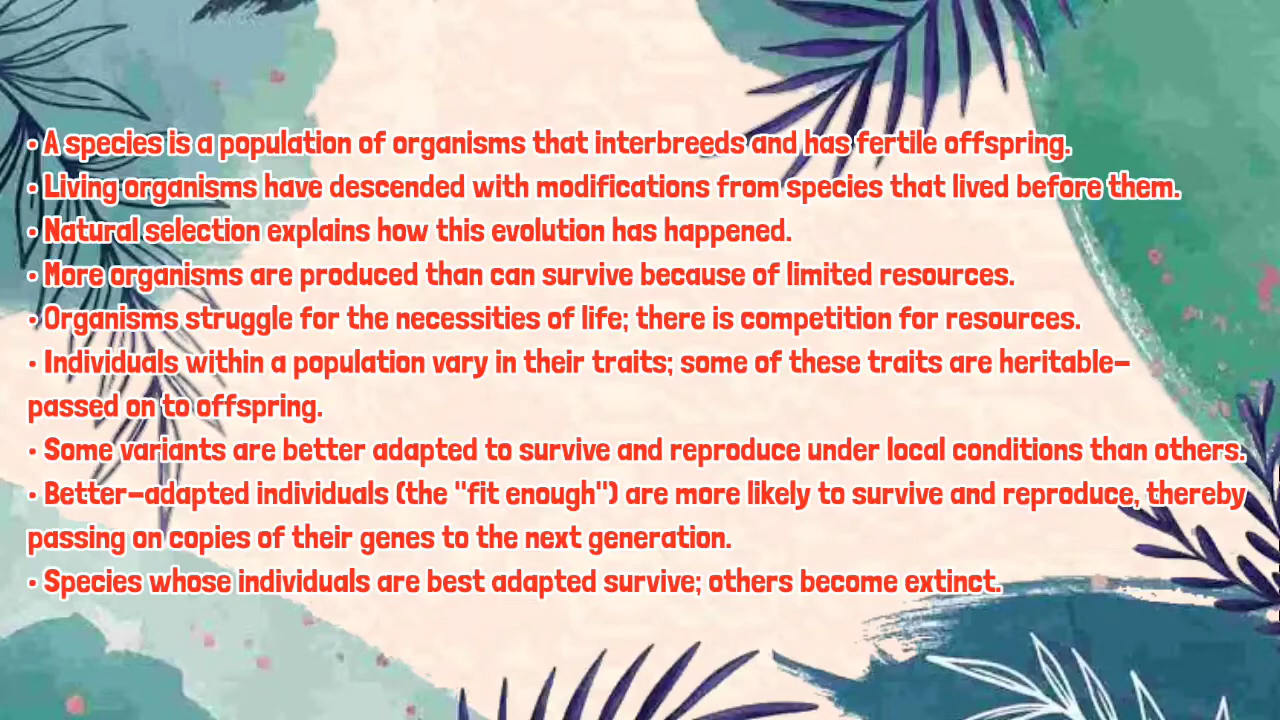 • A species is a population of organisms that interbreeds and has fertile offspring.
• Living organisms have descended with modifications from species that lived before them.
• Natural selection explains how this evolution has happened.
• More organisms are produced than can survive because of limited resources.
• Organisms struggle for the necessities of life; there is competition for resources.
• Individuals within a population vary in their traits; some of these traits are heritable–
passed on to offspring.
• Some variants are better adapted to survive and reproduce under local conditions than others.
• Better–adapted individuals (the "fit enough") are more likely to survive and reproduce, thereby
passing on copies of their genes to the next generation.
• Species whose individuals are best adapted survive; others become extinct.